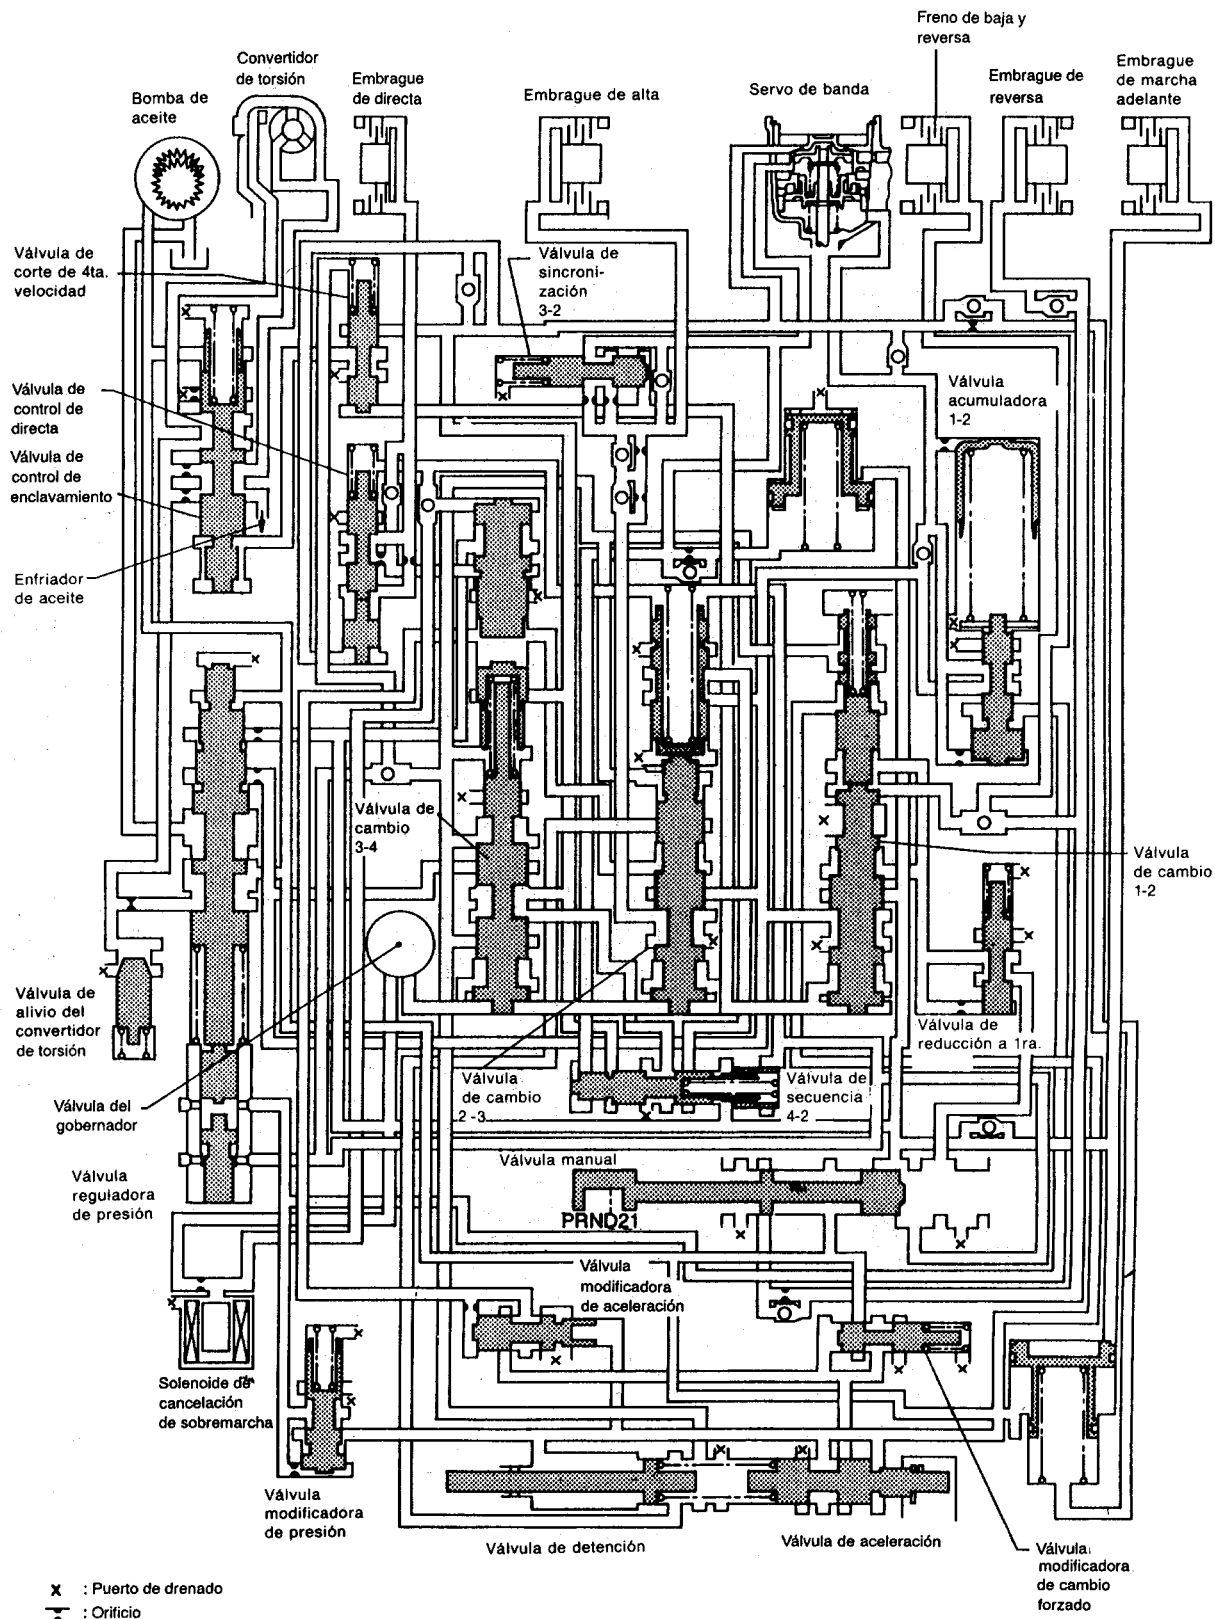 Freno de baja y
reversa
Convertidor
de torsión
Embrague
de directa
Embrague de alta
Servo de banda
Embrague de
reversa
Embrague
de marcha
adelante
Bomba de
aceite
Válvula de
corte de 4ta.
velocidad
Válvula de
sincroni-
zación
3-2
Válvula de
control de
directa
Válvula
acumuladora
1-2
Válvula de
control de
enclavamiento
Enfriador
de aceite
Válvula de
cambio
3-4
Válvula
de cambio
1-2
Válvula de
alivio del
convertidor
de torsión
Válvula de
reducción a 1ra.
Válvula
de cambio
2-3
Válvula de
secuencia
4-2
Válvula del
gobernador
Válvula manual
Válvula
reguladora
de presión
PRND21
Válvula
modificadora
de aceleración
Solenoide de
cancelación
de sobremarcha
Válvula
modificadora
de presión
Válvula de detención
Válvula de aceleración
Válvula
modificadora
de cambio
forzado
X : Puerto de drenado
: Orificio